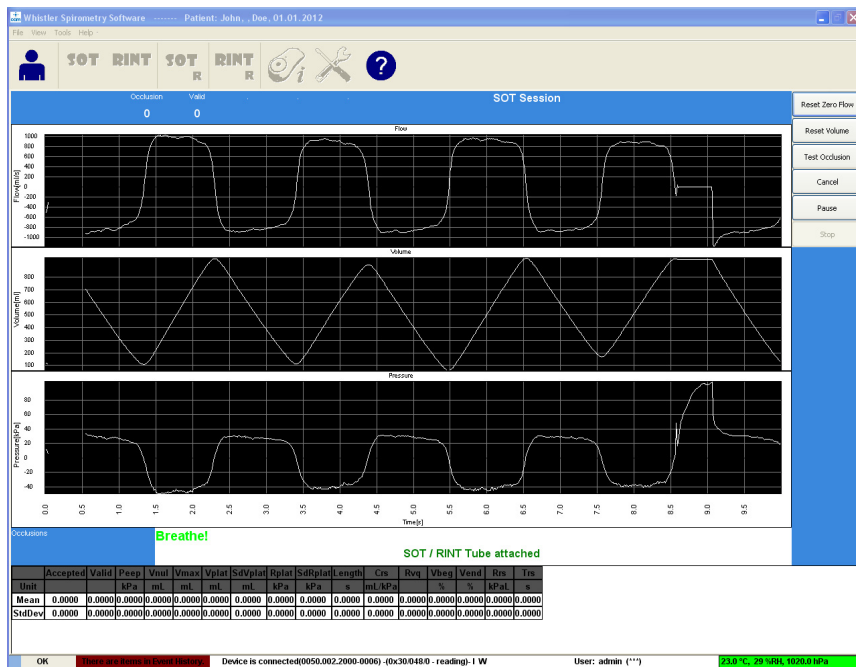 Whistler Spirometry Software ------- Patient: John, , Doe, 01.01.2012
File View Tools Help
SOT RINT SOT R RINT R i ?
Occlusion Valid
SOT Session
0 0
Reset Zero Flow
Reset Volume
Test Occlusion
Cancel
Pause
Stop
Flow
Flow[ml/s]
1000
800
600
400
200
0
-200
-400
-600
-800
-1000
Volume
Volume[ml]
800
700
600
500
400
300
200
100
Pressure
Pressure[kPa]
80
60
40
20
0
-20
-40
0.0 0.5 1.0 1.5 2.0 2.5 3.0 3.5 4.0 4.5 5.0 5.5 6.0 6.5 7.0 7.5 8.0 8.5 9.0 9.5
Time[s]
Occlusions
Breathe!
SOT / RINT Tube attached
Accepted Valid Peep Vnul Vmax Vplat SdVplat Rplat SdRplat Length Crs Rvq Vbeg Vend Rrs Trs
Unit kPa mL mL mL mL kPa kPa s mL/kPa % % kPaL s
Mean 0.0000 0.0000 0.0000 0.0000 0.0000 0.0000 0.0000 0.0000 0.0000 0.0000 0.0000 0.0000 0.0000 0.0000 0.0000 0.0000
StdDev 0.0000 0.0000 0.0000 0.0000 0.0000 0.0000 0.0000 0.0000 0.0000 0.0000 0.0000 0.0000 0.0000 0.0000 0.0000 0.0000
OK There are items in Event History. Device is connected(0050.002.2000-0006) -(0x30/048/0 - reading)- I W User: admin (***) 23.0 °C, 29 %RH, 1020.0 hPa